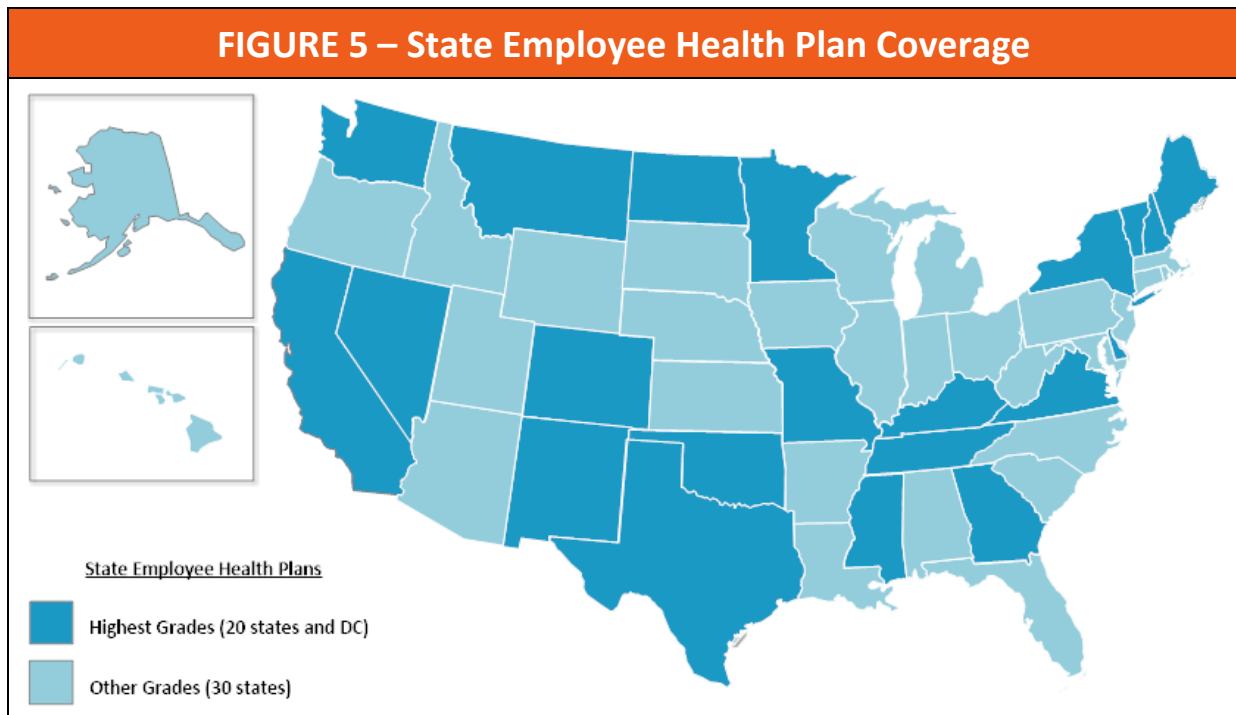 FIGURE 5 – State Employee Health Plan Coverage
State Employee Health Plans
Highest Grades (20 states and DC)
Other Grades (30 states)